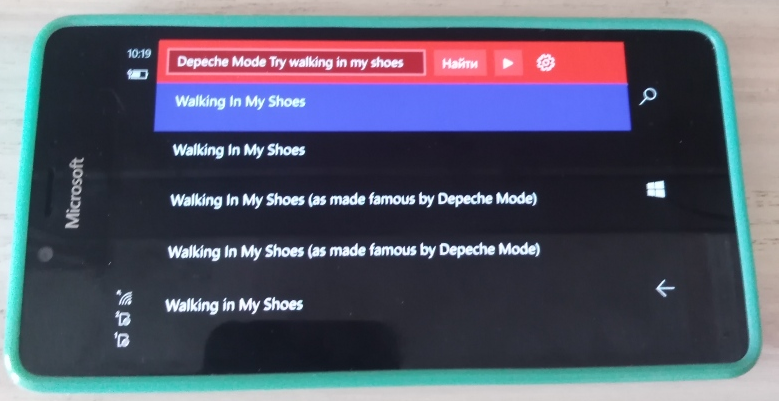 10:19
Depeche Mode Try walking in my shoes
Найти
Walking In My Shoes
Walking In My Shoes
Walking In My Shoes (as made famous by Depeche Mode)
Walking In My Shoes (as made famous by Depeche Mode)
Walking in My Shoes
Microsoft